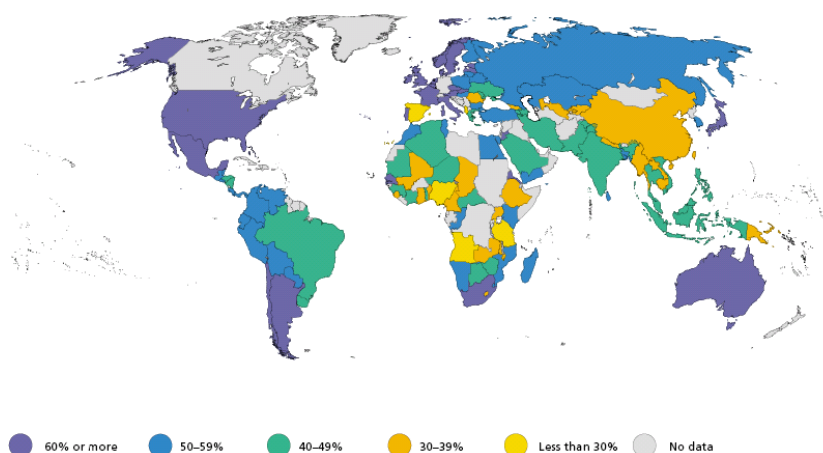 60% or more 50–59% 40–49% 30–39% Less than 30% No data